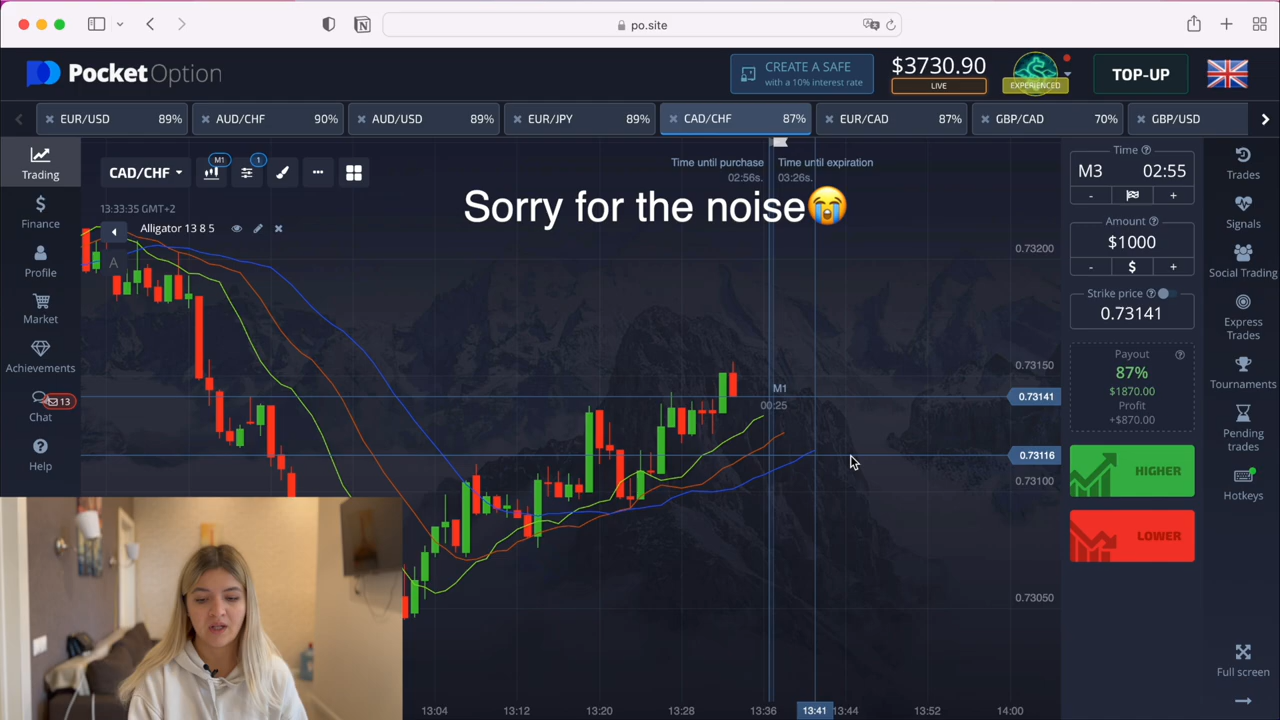 po.site
PocketOption
CREATE A SAFE
with a 10% interest rate
$3730.90
LIVE
EXPERIENCED
TOP-UP
EUR/USD 89%
AUD/CHF 90%
AUD/USD 89%
EUR/JPY 89%
CAD/CHF 87%
EUR/CAD 87%
GBP/CAD 70%
GBP/USD
Trading
Finance
Profile
Market
Achievements
13
Chat
Help
CAD/CHF
M1
1
13:33:35 GMT+2
Alligator 13 8 5
A
Time until purchase
02:56s.
Time until expiration
03:26s.
Sorry for the noise😭
M1
00:25
0.73200
0.73150
0.73141
0.73116
0.73100
0.73050
13:04
13:12
13:20
13:28
13:36
13:41
13:44
13:52
14:00
Time
M3 02:55
- +
Amount
$1000
- $ +
Strike price
0.73141
Payout
87%
$1870.00
Profit
+$870.00
HIGHER
LOWER
Trades
Signals
Social Trading
Express
Trades
Tournaments
Pending
trades
Hotkeys
Full screen